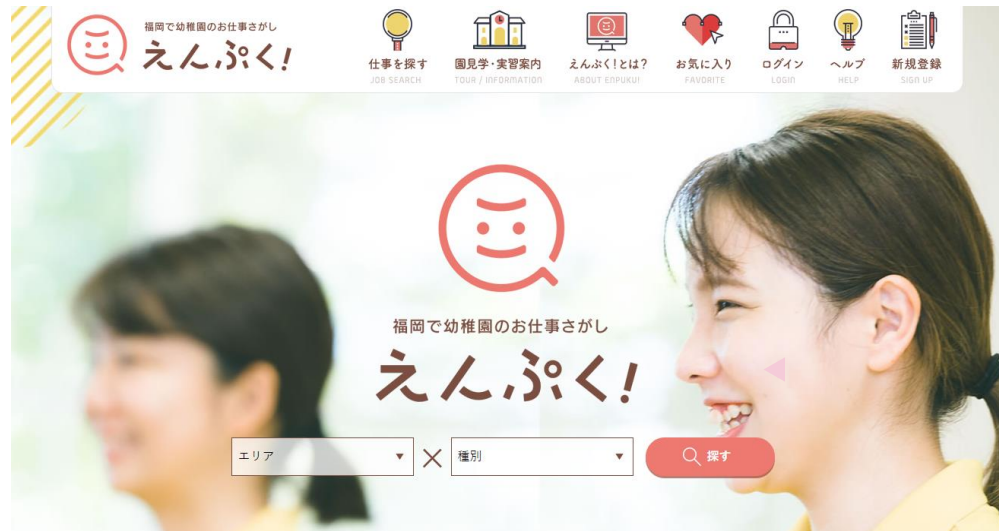 福岡で幼稚園のお仕事さがし
えんぷく!
仕事を探す
JOB SEARCH
園見学・実習案内
TOUR / INFORMATION
えんぷく!とは?
ABOUT ENPUKU!
お気に入り
FAVORITE
ログイン
LOGIN
ヘルプ
HELP
新規登録
SIGN UP
福岡で幼稚園のお仕事さがし
えんぷく!
エリア ▼ × 種別 ▼ 探す